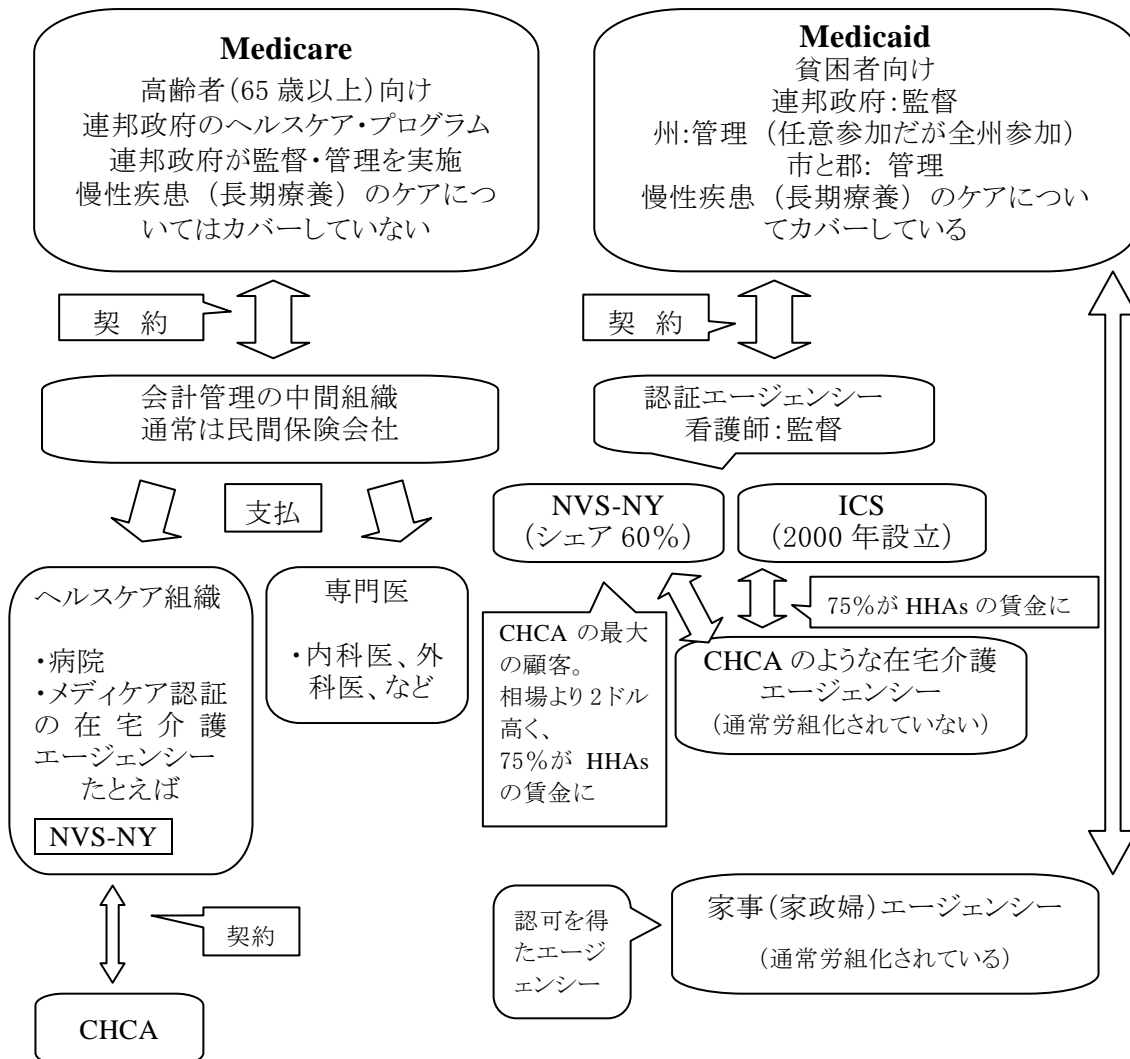 Medicare
高齢者(65 歳以上)向け
連邦政府のヘルスケア・プログラム
連邦政府が監督・管理を実施
慢性疾患 (長期療養) のケアにつ
いてはカバーしていない
Medicaid
貧困者向け
連邦政府:監督
州:管理 (任意参加だが全州参加)
市と郡: 管理
慢性疾患 (長期療養) のケアについ
てカバーしている
契 約
契 約
会計管理の中間組織
通常は民間保険会社
認証エージェンシー
看護師:監督
支払
NVS-NY
(シェア 60%)
ICS
(2000 年設立)
ヘルスケア組織
・病院
・メディケア認証
の在宅介護
エージェンシー
たとえば
NVS-NY
専門医
・内科医、外
科医、など
CHCA の最大
の顧客。
相場より 2ドル
高く、
75%が HHAs
の賃金に
75%が HHAs の賃金に
CHCA のような在宅介護
エージェンシー
(通常労組化されていない)
契約
CHCA
認可を得
たエージ
ェンシー
家事(家政婦)エージェンシー
(通常労組化されている)